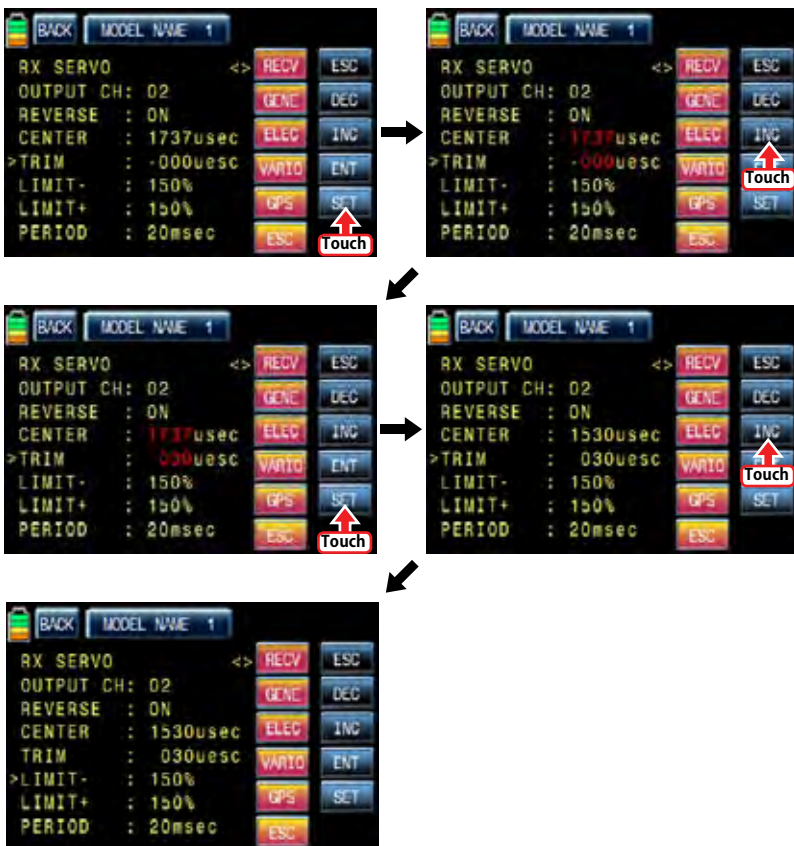 BACK MODEL NAME 1
RX SERVO <> RECV ESC
OUTPUT CH: 02 GENE DEC
REVERSE : ON
CENTER : 1737usec ELEC INC
>TRIM : -000uesc VARIO ENT
LIMIT- : 150%
LIMIT+ : 150% GPS SET
PERIOD : 20msec ESC Touch
BACK MODEL NAME 1
RX SERVO <> RECV ESC
OUTPUT CH: 02 GENE DEC
REVERSE : ON
CENTER : 1737usec ELEC INC
>TRIM : -000uesc VARIO
LIMIT- : 150% Touch
LIMIT+ : 150% GPS SET
PERIOD : 20msec ESC
BACK MODEL NAME 1
RX SERVO <> RECV ESC
OUTPUT CH: 02 GENE DEC
REVERSE : ON
CENTER : 1737usec ELEC INC
>TRIM : 030uesc VARIO ENT
LIMIT- : 150%
LIMIT+ : 150% GPS SET
PERIOD : 20msec ESC Touch
BACK MODEL NAME 1
RX SERVO <> RECV ESC
OUTPUT CH: 02 GENE DEC
REVERSE : ON
CENTER : 1530usec ELEC INC
>TRIM : 030uesc VARIO
LIMIT- : 150% Touch
LIMIT+ : 150% GPS SET
PERIOD : 20msec ESC
BACK MODEL NAME 1
RX SERVO <> RECV ESC
OUTPUT CH: 02 GENE DEC
REVERSE : ON
CENTER : 1530usec ELEC INC
TRIM : 030uesc VARIO ENT
>LIMIT- : 150%
LIMIT+ : 150% GPS SET
PERIOD : 20msec ESC